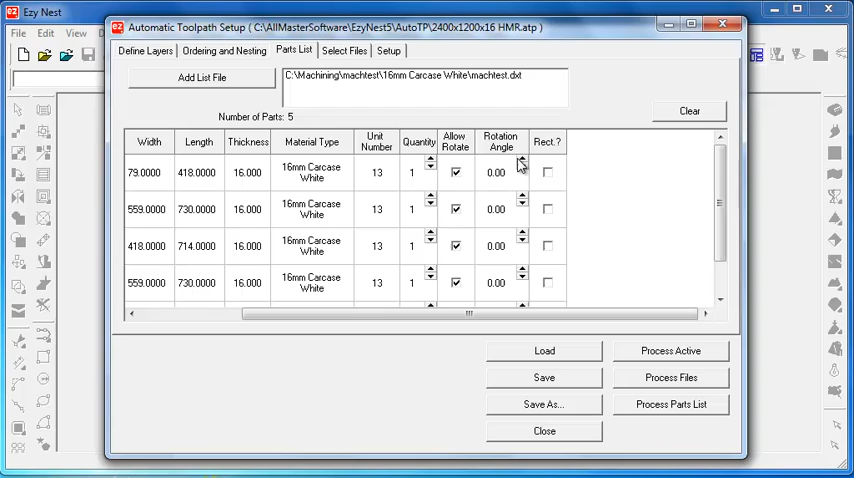 Ezy Nest
File Edit View
Automatic Toolpath Setup ( C:\AllMasterSoftware\EzyNest5\AutoTP\2400x1200x16 HMR.atp )
Define Layers Ordering and Nesting Parts List Select Files Setup
Add List File
C:\Machining\machtest\16mm Carcase White\machtest.dxt
Number of Parts: 5
Clear
Width Length Thickness Material Type Unit Number Quantity Allow Rotate Rotation Angle Rect.?
79.0000 418.0000 16.000 16mm Carcase White 13 1 0.00
559.0000 730.0000 16.000 16mm Carcase White 13 1 0.00
418.0000 714.0000 16.000 16mm Carcase White 13 1 0.00
559.0000 730.0000 16.000 16mm Carcase White 13 1 0.00
Load Process Active
Save Process Files
Save As... Process Parts List
Close